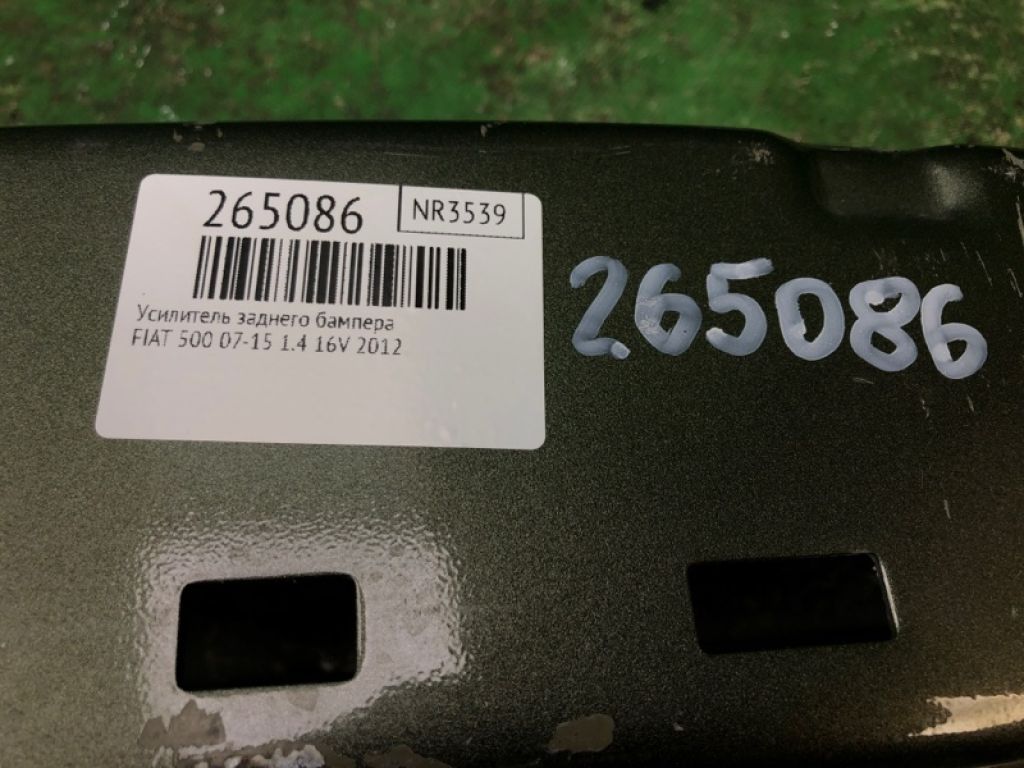 265086
NR3539
Усилитель заднего бампера
FIAT 500 07-15 1.4 16V 2012
265086